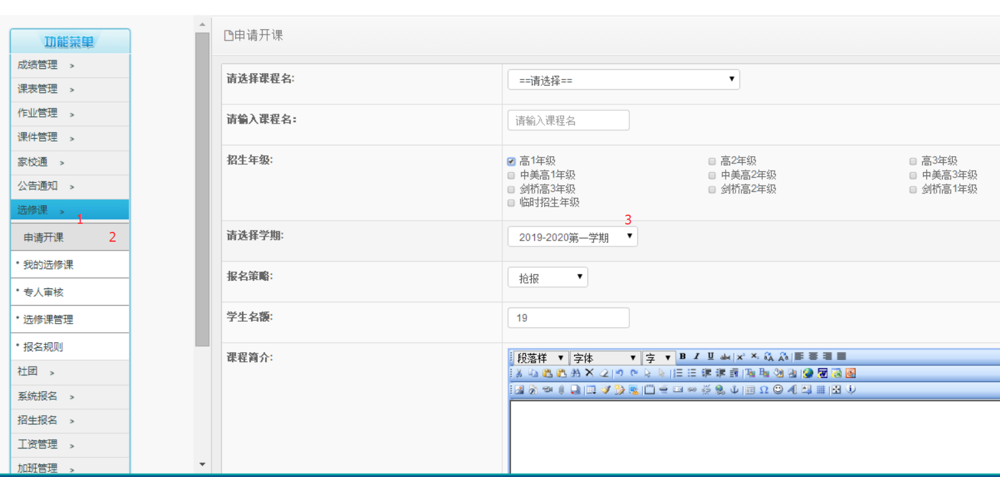 功能菜单
成绩管理 >
课表管理 >
作业管理 >
课件管理 >
家校通 >
公告通知 >
选修课 >
1
申请开课 2
* 我的选修课
* 专人审核
* 选修课管理
* 报名规则
社团 >
系统报名 >
招生报名 >
工资管理 >
加班管理 >
申请开课
请选择课程名: ==请选择==
请输入课程名: 请输入课程名
招生年级: 高1年级 高2年级 高3年级
中美高1年级 中美高2年级 中美高3年级
剑桥高3年级 剑桥高2年级 剑桥高1年级
临时招生年级
3
请选择学期: 2019-2020第一学期
报名策略: 抢报
学生名额: 19
课程简介: 段落样 字体 字 B I U abc x² x₂